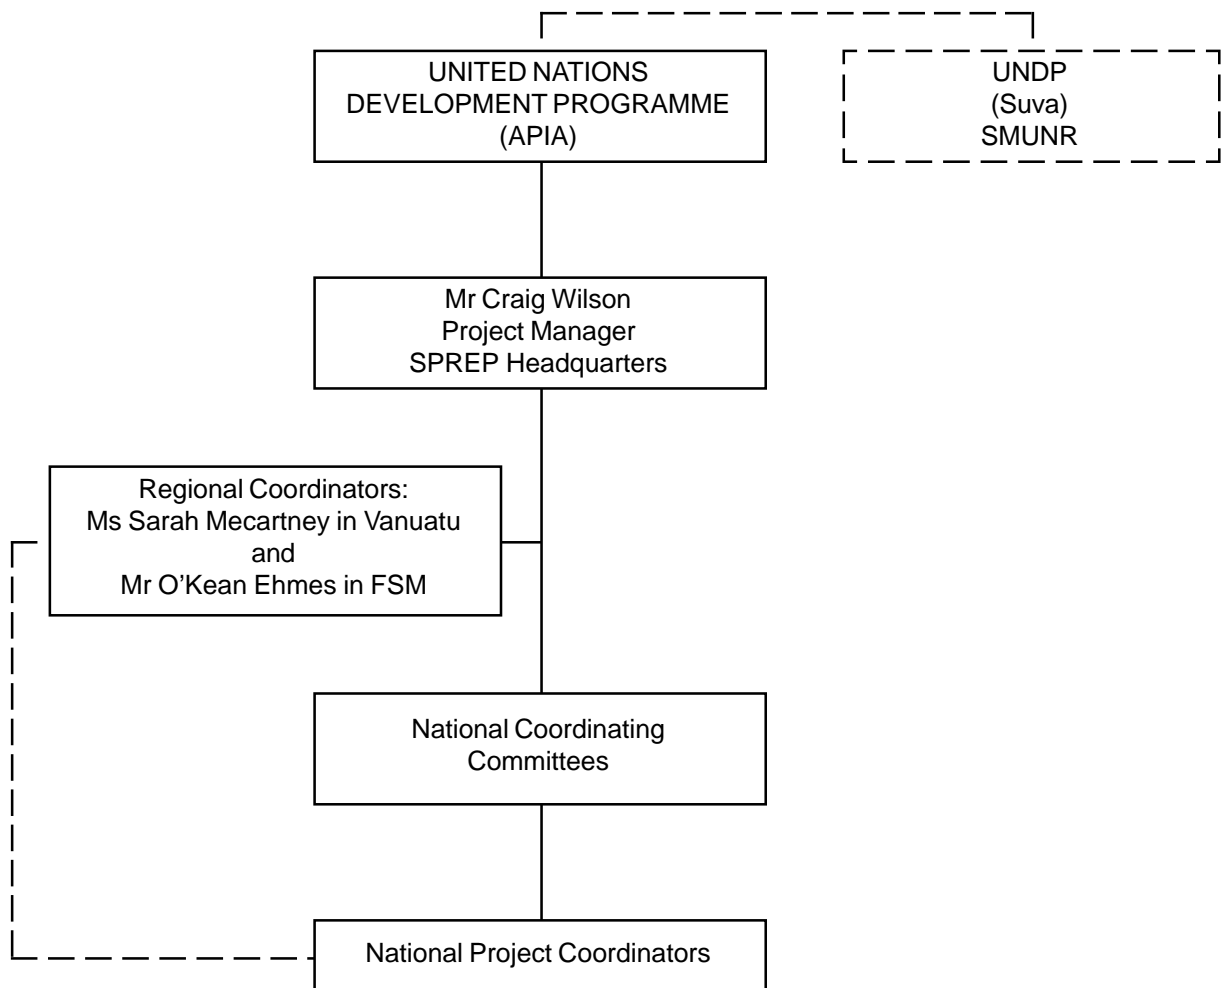 UNITED NATIONS
DEVELOPMENT PROGRAMME
(APIA)
UNDP
(Suva)
SMUNR
Mr Craig Wilson
Project Manager
SPREP Headquarters
Regional Coordinators:
Ms Sarah Mecartney in Vanuatu
and
Mr O'Kean Ehmes in FSM
National Coordinating
Committees
National Project Coordinators